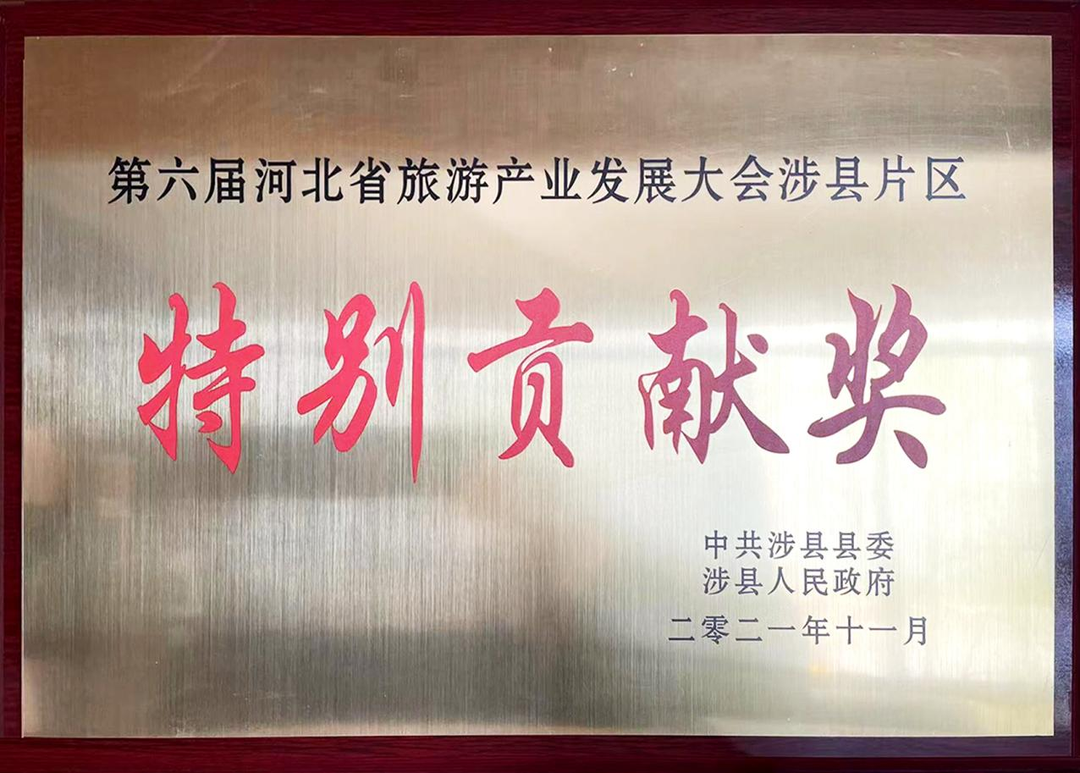 第六届河北省旅游产业发展大会涉县片区
特别贡献奖
中共涉县县委
涉县人民政府
二零二一年十一月